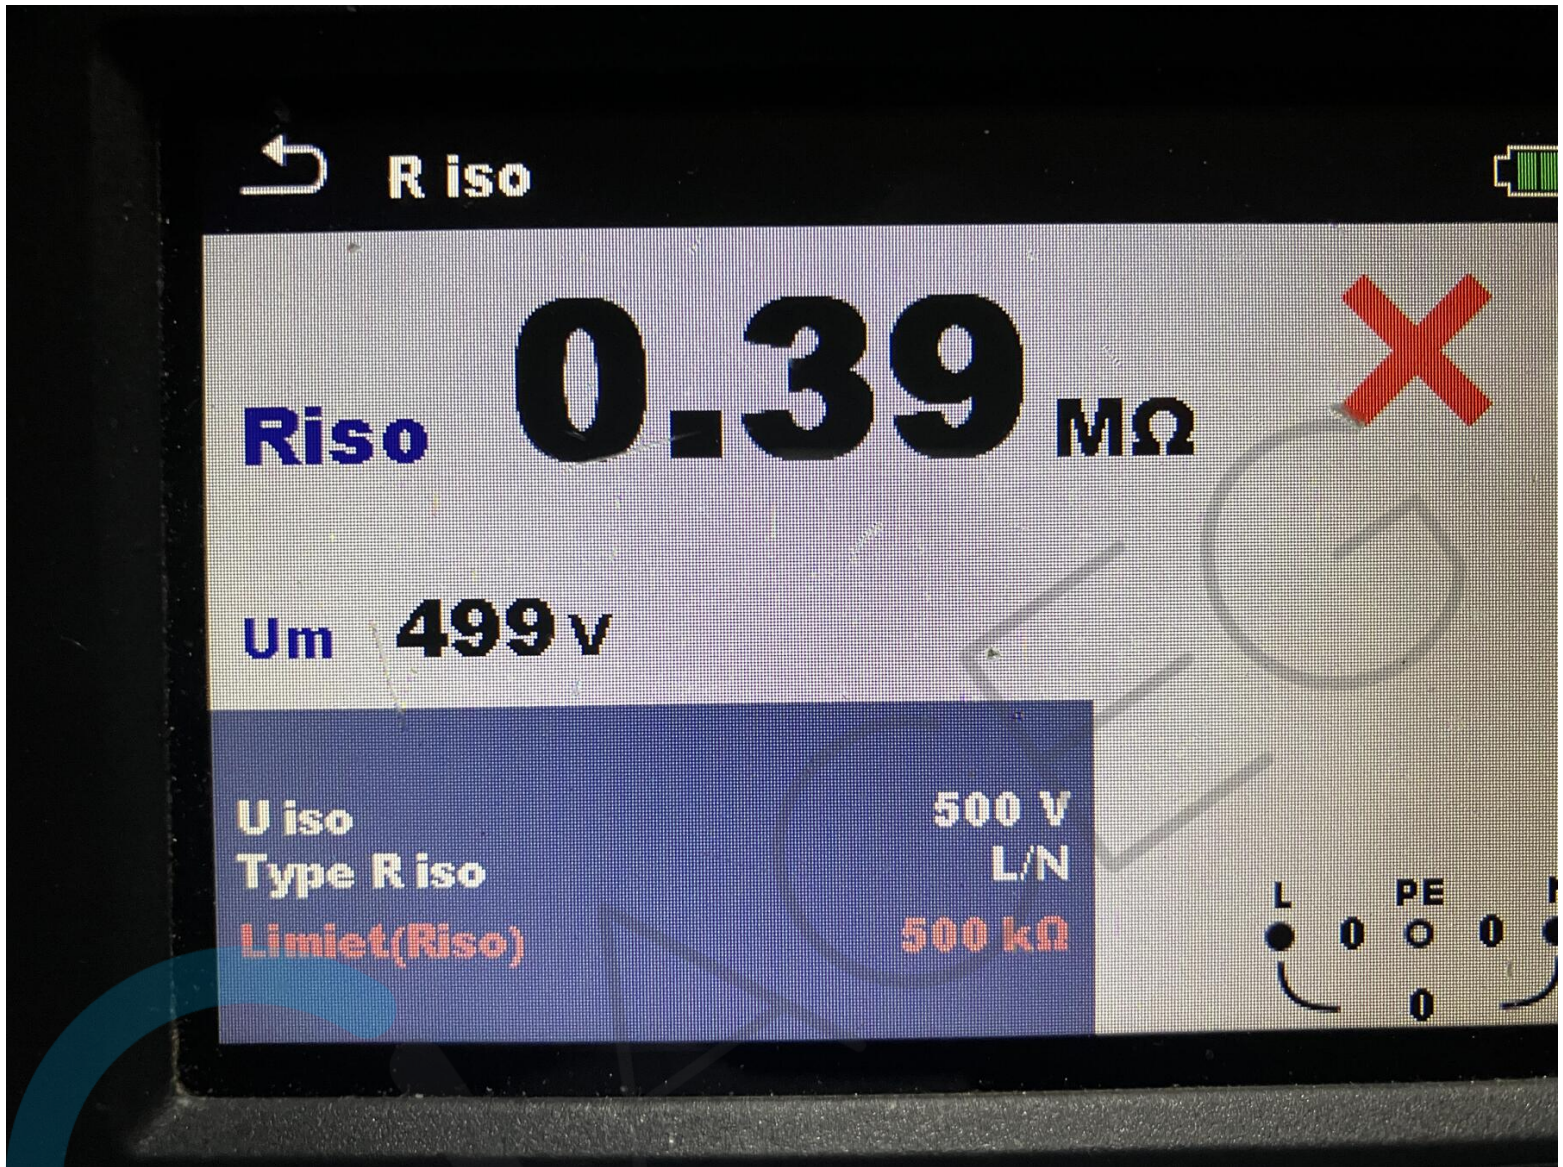 R iso
Riso 0.39 MΩ
Um 499 V
U iso 500 V
Type R iso L/N
Limiet(Riso) 500 kΩ
L PE
0 0
0
ACEG